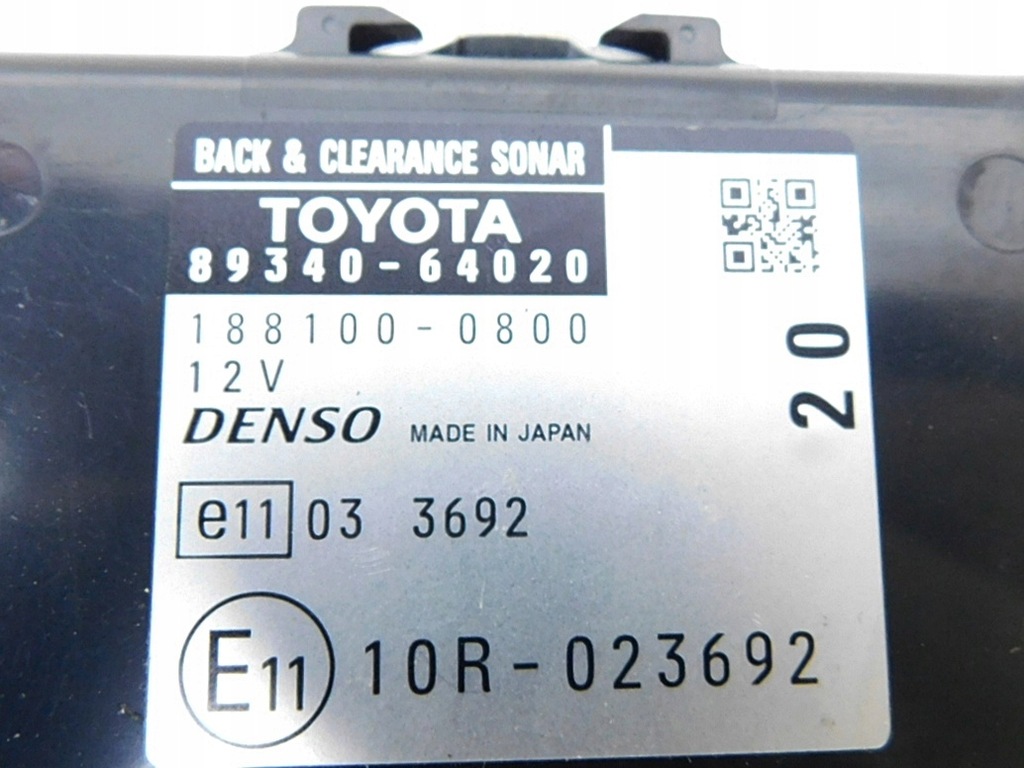 BACK & CLEARANCE SONAR
TOYOTA
89340-64020
188100-0800
12V
DENSO MADE IN JAPAN
e11 03 3692
E11 10R-023692
20